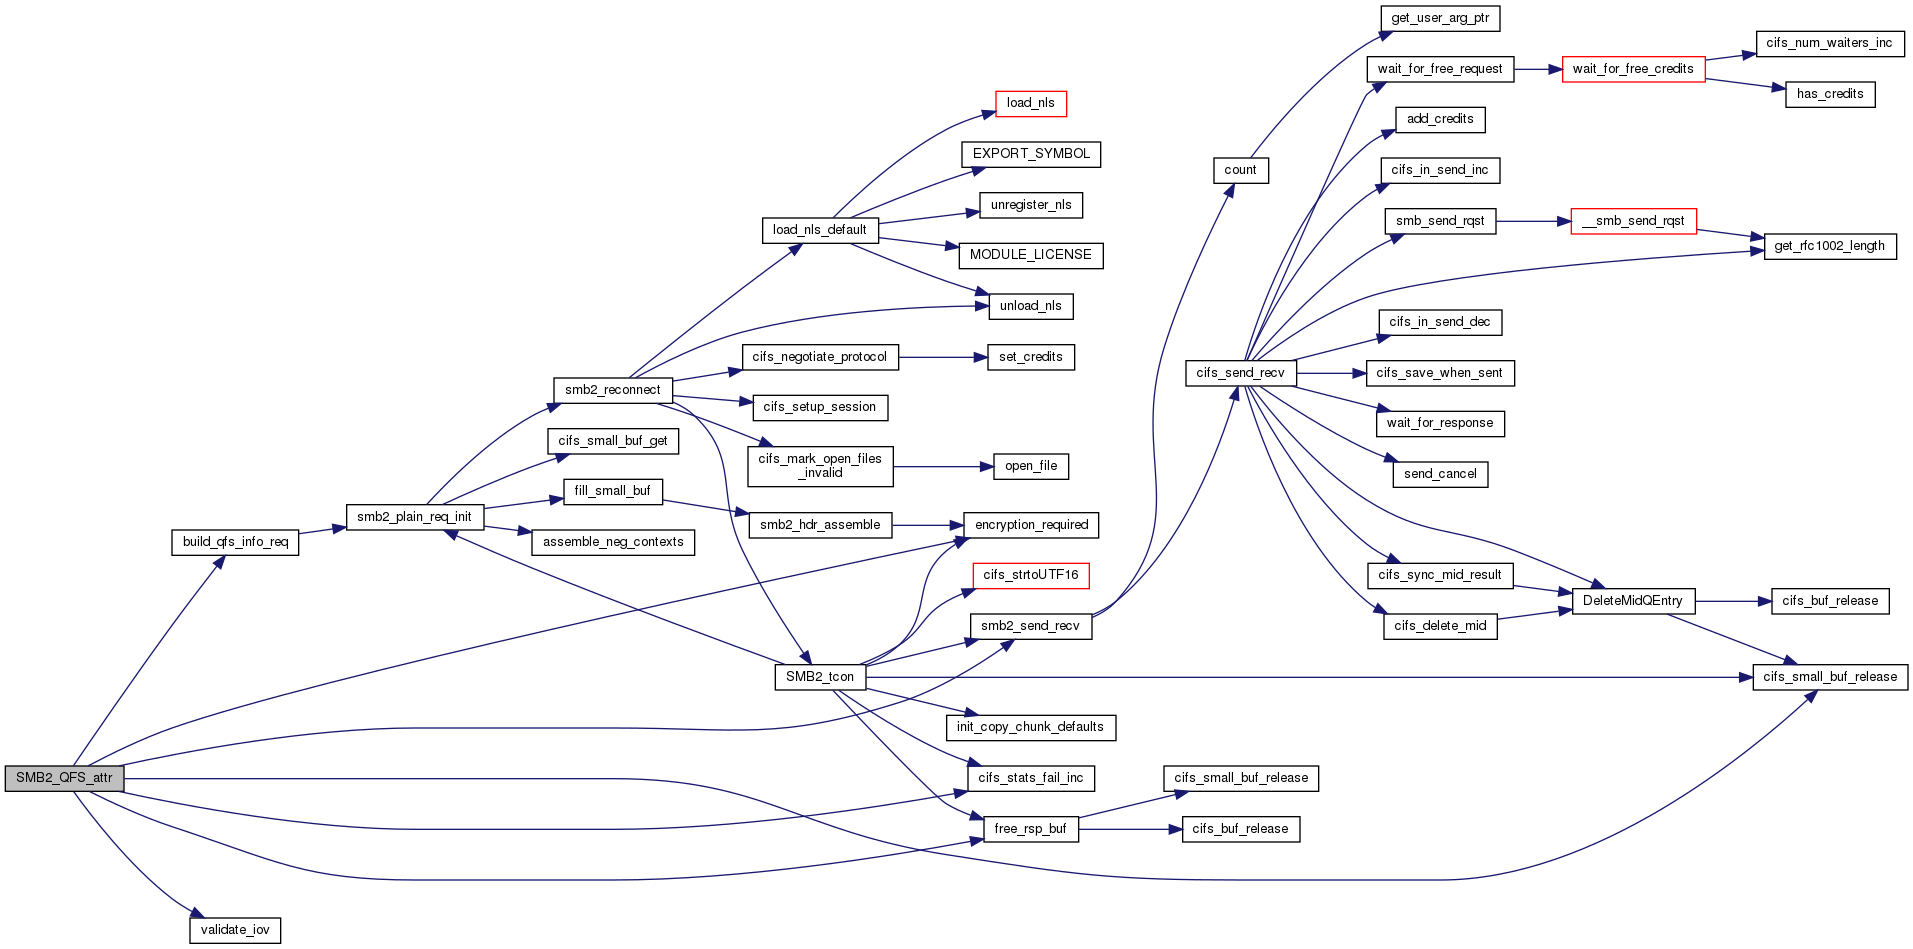 get_user_arg_ptr
cifs_num_waiters_inc
wait_for_free_request
wait_for_free_credits
has_credits
load_nls
add_credits
EXPORT_SYMBOL
count
cifs_in_send_inc
unregister_nls
load_nls_default
smb_send_rqst
__smb_send_rqst
get_rfc1002_length
MODULE_LICENSE
unload_nls
cifs_in_send_dec
cifs_negotiate_protocol
set_credits
cifs_send_recv
cifs_save_when_sent
smb2_reconnect
cifs_setup_session
wait_for_response
cifs_small_buf_get
cifs_mark_open_files
_invalid
open_file
send_cancel
fill_small_buf
smb2_plain_req_init
smb2_hdr_assemble
encryption_required
build_qfs_info_req
assemble_neg_contexts
cifs_strtoUTF16
cifs_sync_mid_result
DeleteMidQEntry
cifs_buf_release
smb2_send_recv
cifs_delete_mid
SMB2_tcon
cifs_small_buf_release
init_copy_chunk_defaults
SMB2_QFS_attr
cifs_stats_fail_inc
cifs_small_buf_release
free_rsp_buf
cifs_buf_release
validate_iov